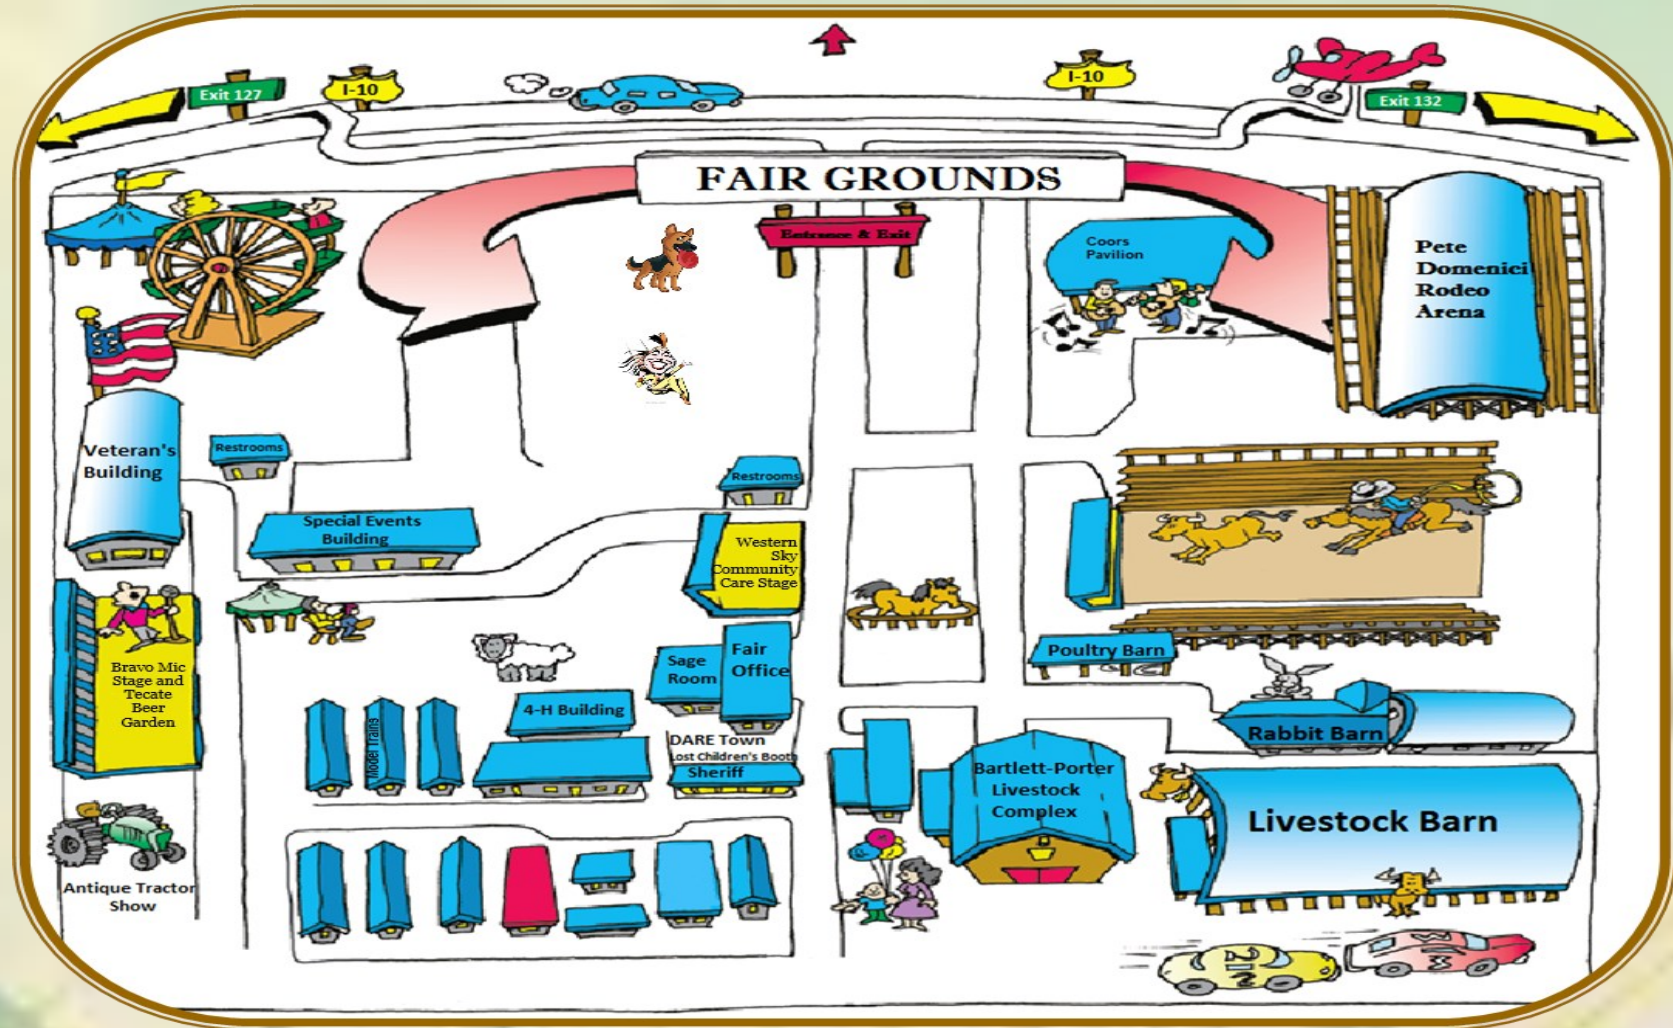 Exit 127
I-10
I-10
Exit 132
FAIR GROUNDS
Entrance & Exit
Coors
Pavilion
Pete
Domenici
Rodeo
Arena
Veteran's
Building
Restrooms
Restrooms
Special Events
Building
Western
Sky
Community
Care Stage
Bravo Mic
Stage and
Tecate
Beer
Garden
Sage
Room
Fair
Office
Poultry Barn
4-H Building
Model Trains
DARE Town
Lost Children's Booth
Sheriff
Rabbit Barn
Bartlett-Porter
Livestock
Complex
Livestock Barn
Antique Tractor
Show
212